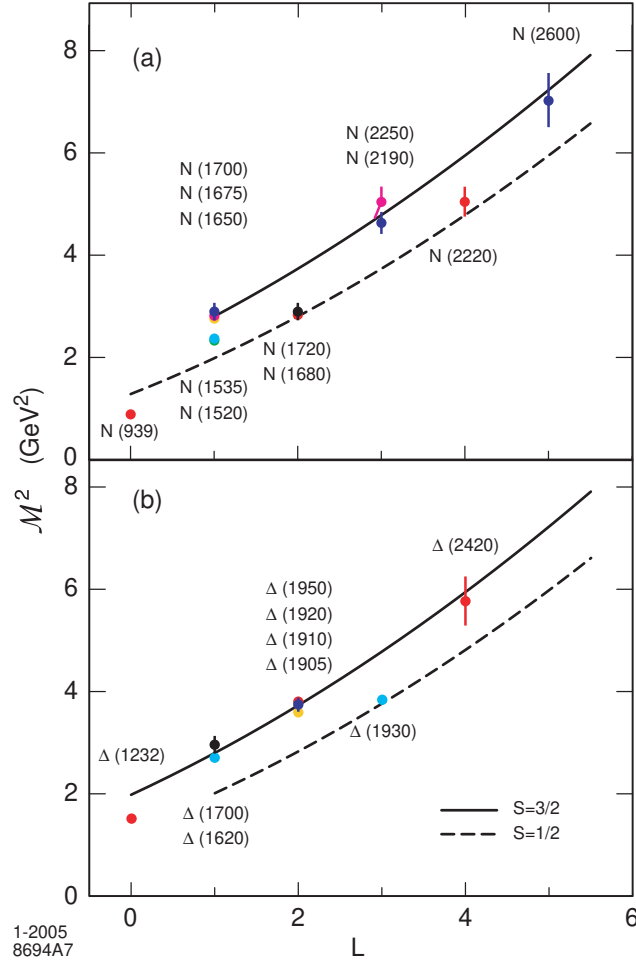 8
(a)
N (2600)
6
N (2250)
N (2190)
N (1700)
N (1675)
N (1650)
4
N (2220)
2
N (1720)
N (1680)
N (1535)
N (1520)
N (939)
0
ℳ² (GeV²)
8
(b)
6
Δ (2420)
Δ (1950)
Δ (1920)
Δ (1910)
Δ (1905)
4
Δ (1930)
Δ (1232)
2
Δ (1700)
Δ (1620)
S=3/2
S=1/2
0
0 2 4 6
L
1-2005
8694A7